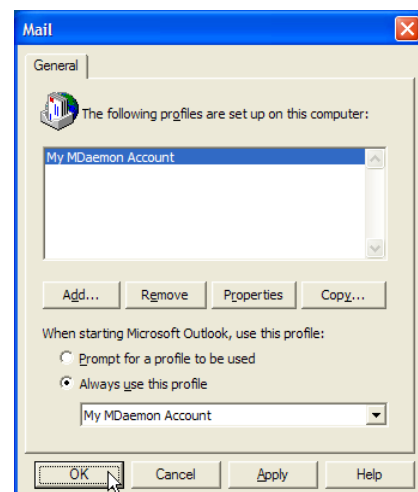 Mail
General
The following profiles are set up on this computer:
My MDaemon Account
Add... Remove Properties Copy...
When starting Microsoft Outlook, use this profile:
Prompt for a profile to be used
Always use this profile
My MDaemon Account
OK Cancel Apply Help